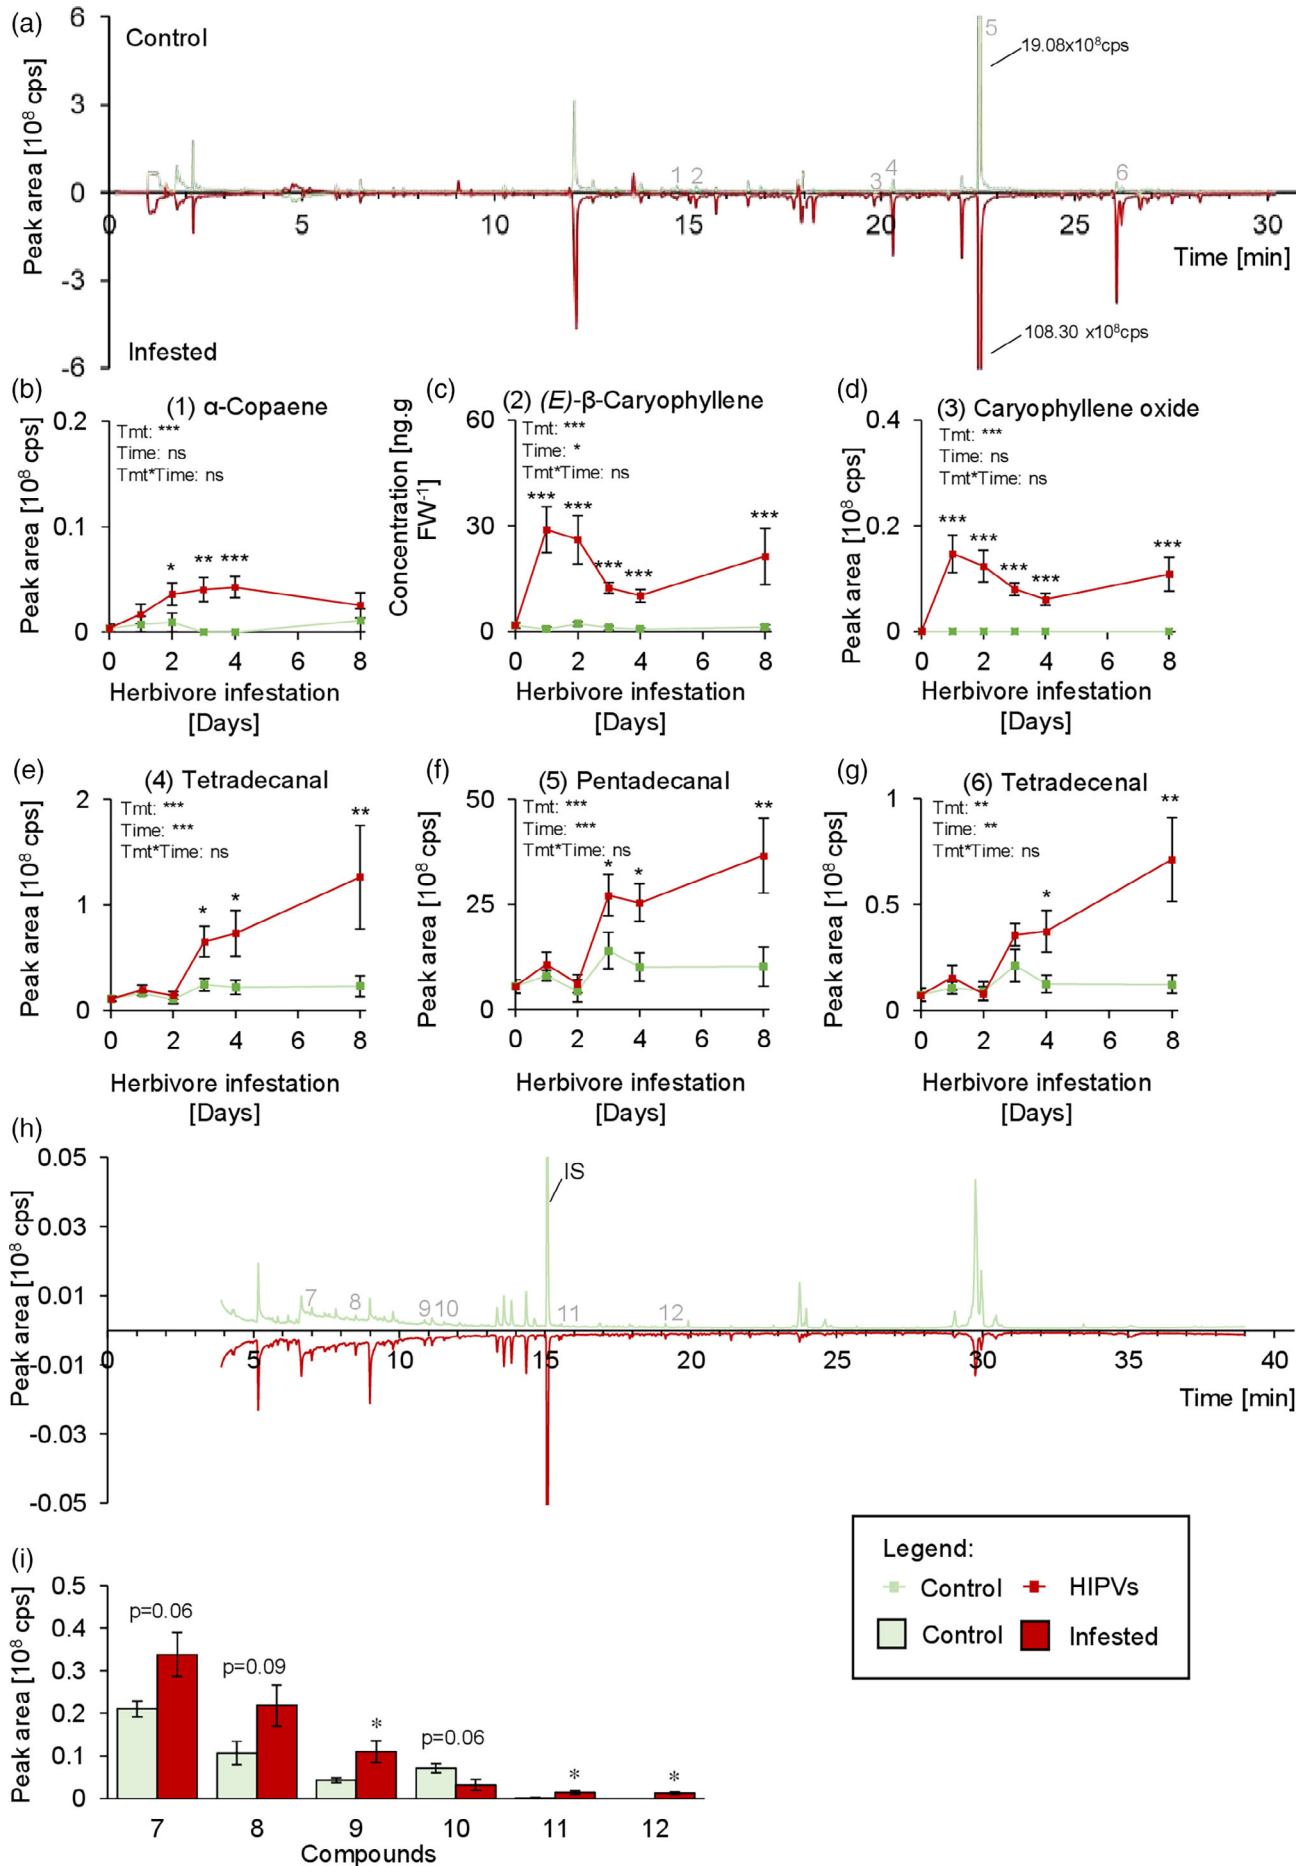 (a)
Peak area [10⁸ cps]
6
3
0
-3
-6
Control
Infested
5
19.08x10⁸cps
108.30 x10⁸cps
1 2
3
4
6
0 5 10 15 20 25 30
Time [min]
(b)
(1) α-Copaene
Tmt: ***
Time: ns
Tmt*Time: ns
Peak area [10⁸ cps]
0.2
0.1
0
* ** ***
0 2 4 6 8
Herbivore infestation
[Days]
(c)
(2) (E)-β-Caryophyllene
Tmt: ***
Time: *
Tmt*Time: ns
Concentration [ng.g
FW⁻¹]
60
30
0
*** *** *** *** ***
0 2 4 6 8
Herbivore infestation
[Days]
(d)
(3) Caryophyllene oxide
Tmt: ***
Time: ns
Tmt*Time: ns
Peak area [10⁸ cps]
0.4
0.2
0
*** *** *** *** ***
0 2 4 6 8
Herbivore infestation
[Days]
(e)
(4) Tetradecanal
Tmt: ***
Time: ***
Tmt*Time: ns
Peak area [10⁸ cps]
2
1
0
* * **
0 2 4 6 8
Herbivore infestation
[Days]
(f)
(5) Pentadecanal
Tmt: ***
Time: ***
Tmt*Time: ns
Peak area [10⁸ cps]
50
25
0
* * **
0 2 4 6 8
Herbivore infestation
[Days]
(g)
(6) Tetradecenal
Tmt: **
Time: **
Tmt*Time: ns
Peak area [10⁸ cps]
1
0.5
0
* **
0 2 4 6 8
Herbivore infestation
[Days]
(h)
Peak area [10⁸ cps]
0.05
0.03
0.01
-0.01
-0.03
-0.05
IS
7 8 9 10 11 12
0 5 10 15 20 25 30 35 40
Time [min]
(i)
Peak area [10⁸ cps]
0.5
0.4
0.3
0.2
0.1
0
p=0.06
p=0.09
*
p=0.06
*
*
7 8 9 10 11 12
Compounds
Legend:
Control HIPVs
Control Infested